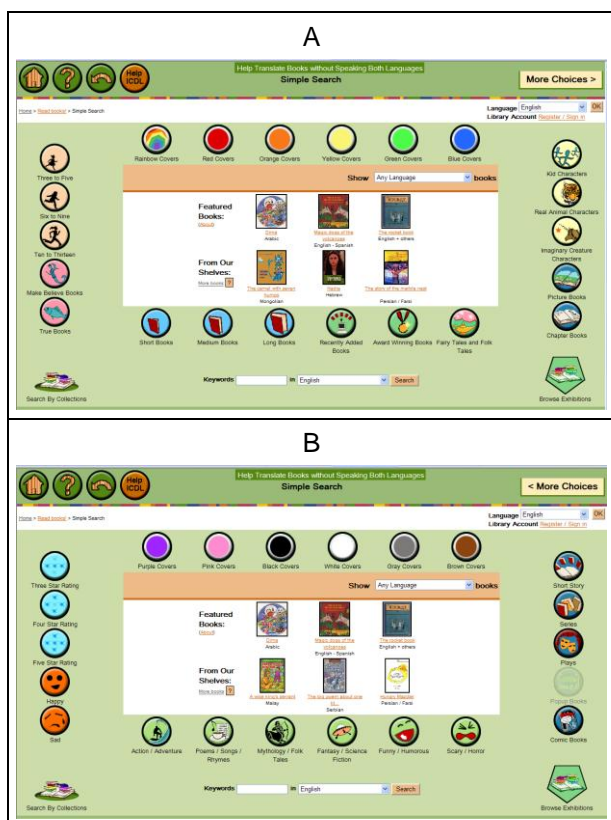 A
Help ICDL
Help Translate Books without Speaking Both Languages
Simple Search
More Choices >
Home > Read books! > Simple Search
Language English OK
Library Account Register / Sign in
Rainbow Covers Red Covers Orange Covers Yellow Covers Green Covers Blue Covers
Show Any Language books
Three to Five
Six to Nine
Ten to Thirteen
Make Believe Books
True Books
Featured
Books:
Arabic
English - Spanish
English + others
From Our
Shelves:
More books ?
Mongolian
Hebrew
Persian / Farsi
Kid Characters
Real Animal Characters
Imaginary Creature
Characters
Picture Books
Chapter Books
Short Books Medium Books Long Books Recently Added Books Award Winning Books Fairy Tales and Folk Tales
Keywords in English Search
Search By Collections
Browse Exhibitions
B
Help ICDL
Help Translate Books without Speaking Both Languages
Simple Search
< More Choices
Home > Read books! > Simple Search
Language English OK
Library Account Register / Sign in
Purple Covers Pink Covers Black Covers White Covers Gray Covers Brown Covers
Show Any Language books
Three Star Rating
Four Star Rating
Five Star Rating
Happy
Sad
Featured
Books:
Arabic
English - Spanish
English + others
From Our
Shelves:
More books ?
Malay
Serbian
Persian / Farsi
Short Story
Series
Plays
Comic Books
Action / Adventure Poems / Songs / Rhymes Mythology / Folk Tales Fantasy / Science Fiction Funny / Humorous Scary / Horror
Keywords in English Search
Search By Collections
Browse Exhibitions